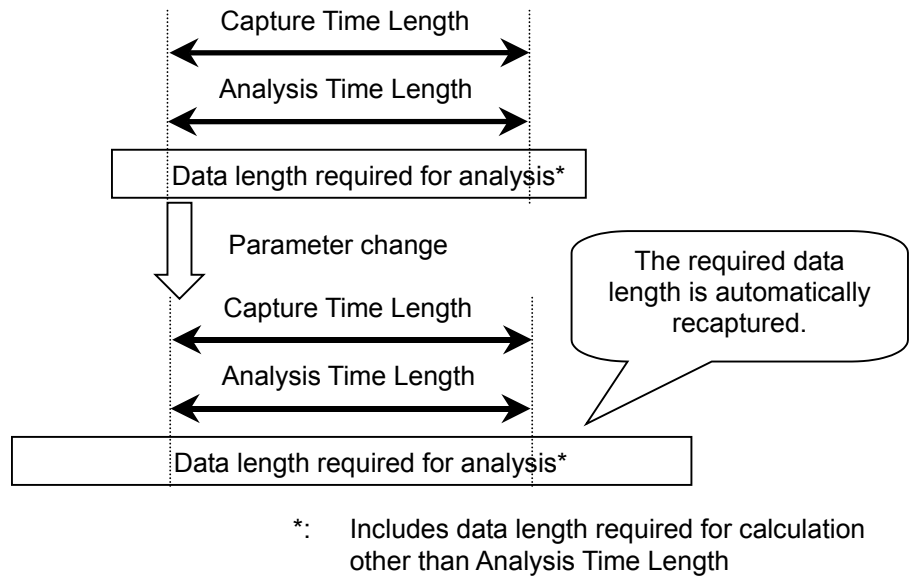 Capture Time Length
Analysis Time Length
Data length required for analysis*
Parameter change
The required data
length is automatically
recaptured.
Capture Time Length
Analysis Time Length
Data length required for analysis*
*: Includes data length required for calculation
other than Analysis Time Length